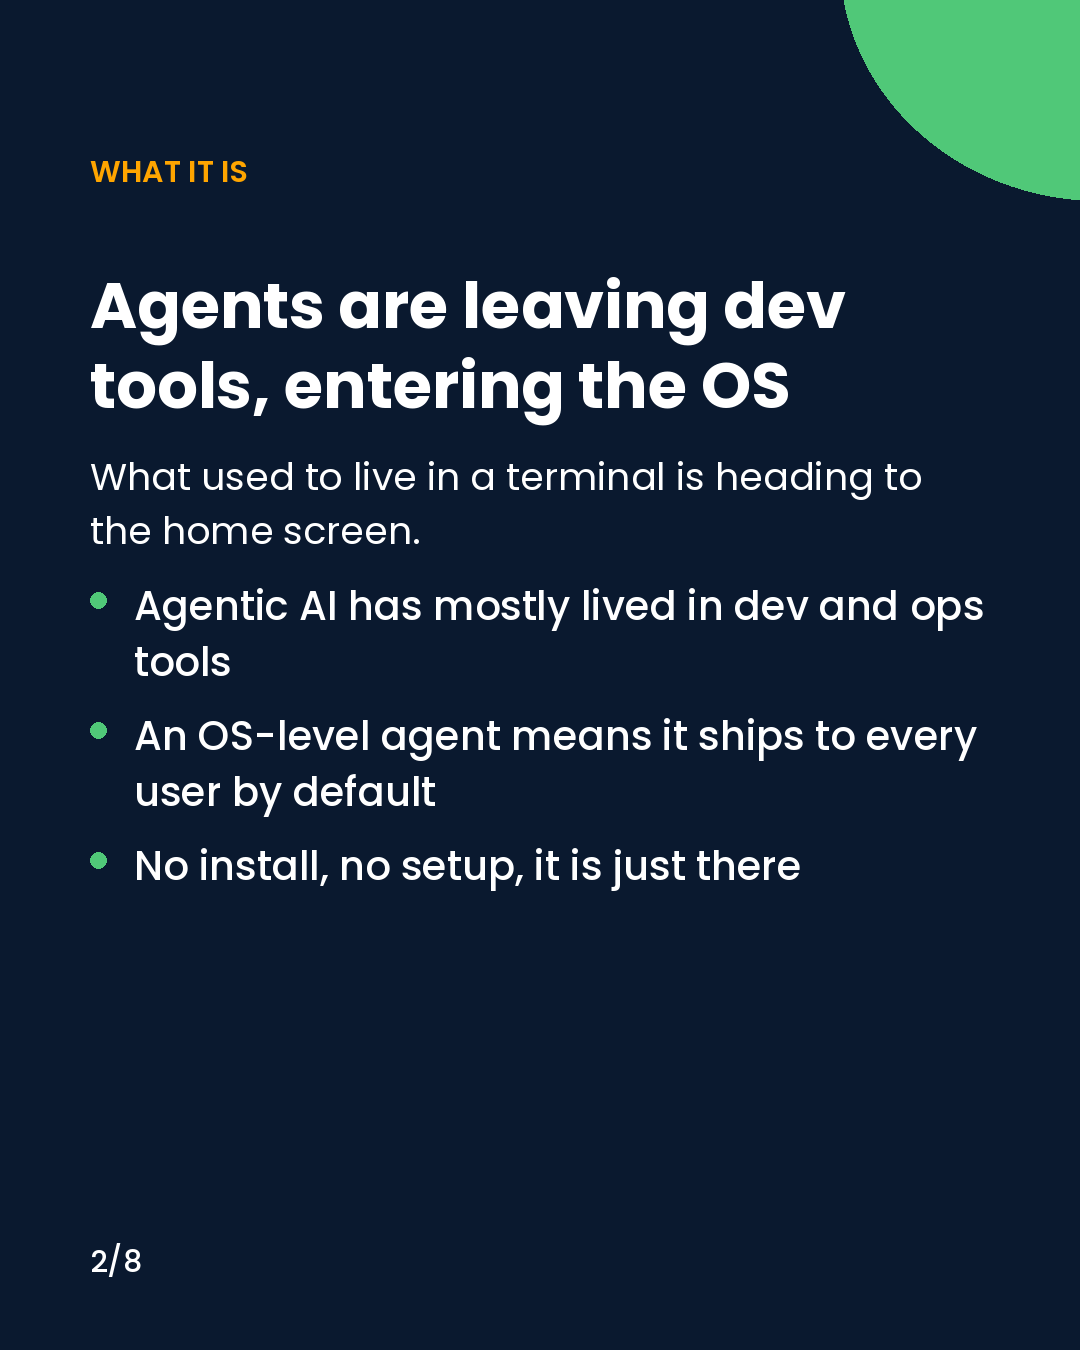 WHAT IT IS
Agents are leaving dev
tools, entering the OS
What used to live in a terminal is heading to
the home screen.
Agentic AI has mostly lived in dev and ops
tools
An OS-level agent means it ships to every
user by default
No install, no setup, it is just there
2/8